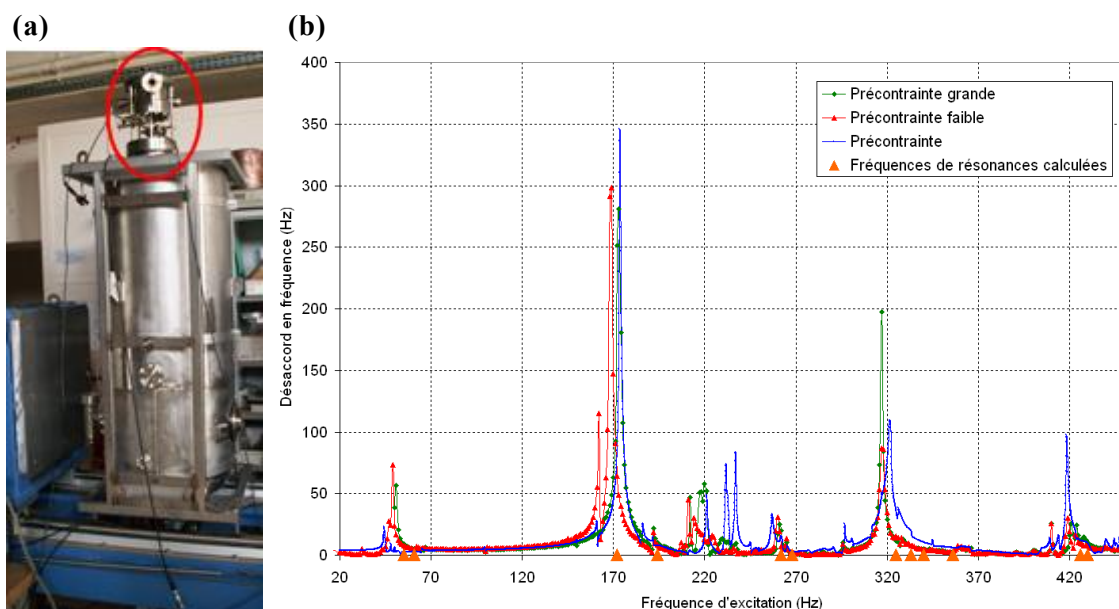 (a)
(b)
400
350
300
250
200
150
100
50
0
Désaccord en fréquence (Hz)
Précontrainte grande
Précontrainte faible
Précontrainte
Fréquences de résonances calculées
20
70
120
170
220
270
320
370
420
Fréquence d'excitation (Hz)